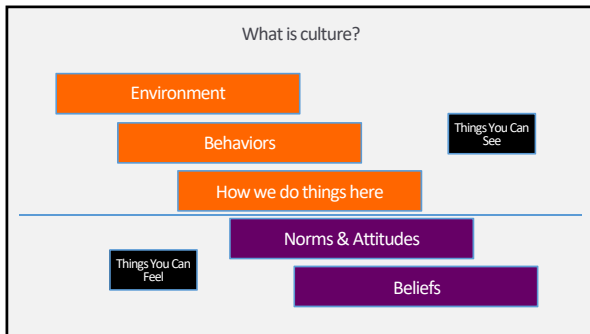 What is culture?
Environment
Things You Can
See
Behaviors
How we do things here
Norms & Attitudes
Things You Can
Feel
Beliefs